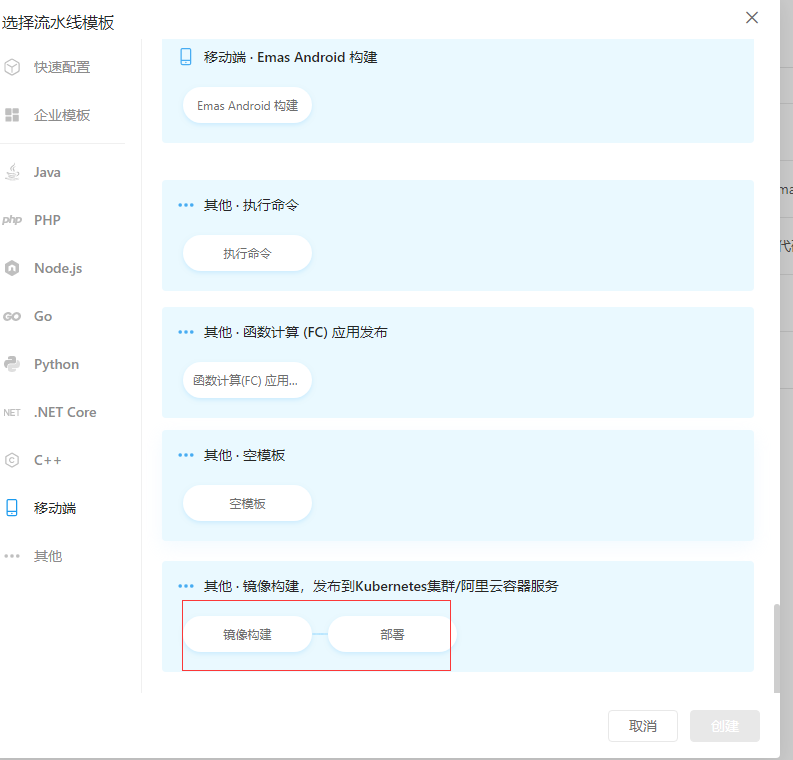 选择流水线模板
快速配置
企业模板
Java
php PHP
Node.js
GO Go
Python
NET .NET Core
C++
移动端
其他
移动端 · Emas Android 构建
Emas Android 构建
其他 · 执行命令
执行命令
其他 · 函数计算 (FC) 应用发布
函数计算(FC) 应用...
其他 · 空模板
空模板
其他 · 镜像构建，发布到Kubernetes集群/阿里云容器服务
镜像构建
部署
取消
创建